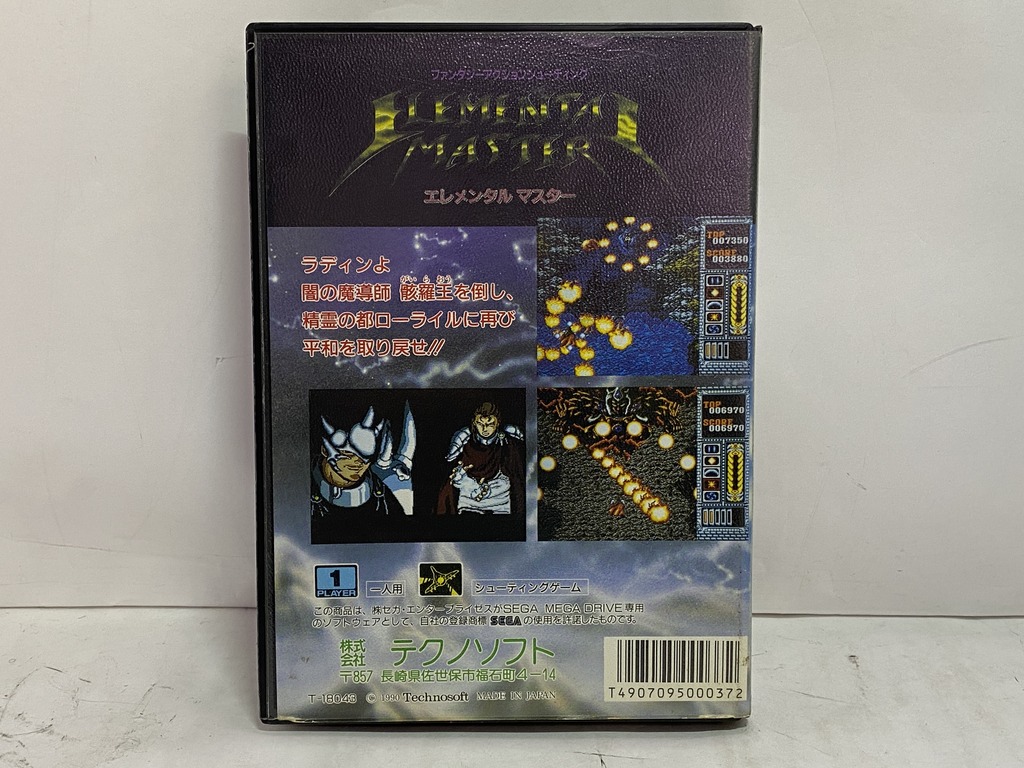 ファンタジーアクションシューティング
ELEMENTAL
MASTER
エレメンタル マスター
ラディンよ
闇の魔導師 骸羅王を倒し、
がいらおう
精霊の都ローライルに再び
平和を取り戻せ!!
TOP
007350
SCORE
003880
TOP
006970
SCORE
006970
1
PLAYER
一人用
シューティングゲーム
この商品は、㈱セガ・エンタープライゼスがSEGA MEGA DRIVE 専用
のソフトウェアとして、自社の登録商標 SEGA の使用を許諾したものです。
株式会社 テクノソフト
〒857 長崎県佐世保市福石町4-14
T-18043 © 1990 Technosoft MADE IN JAPAN
T4907095000372